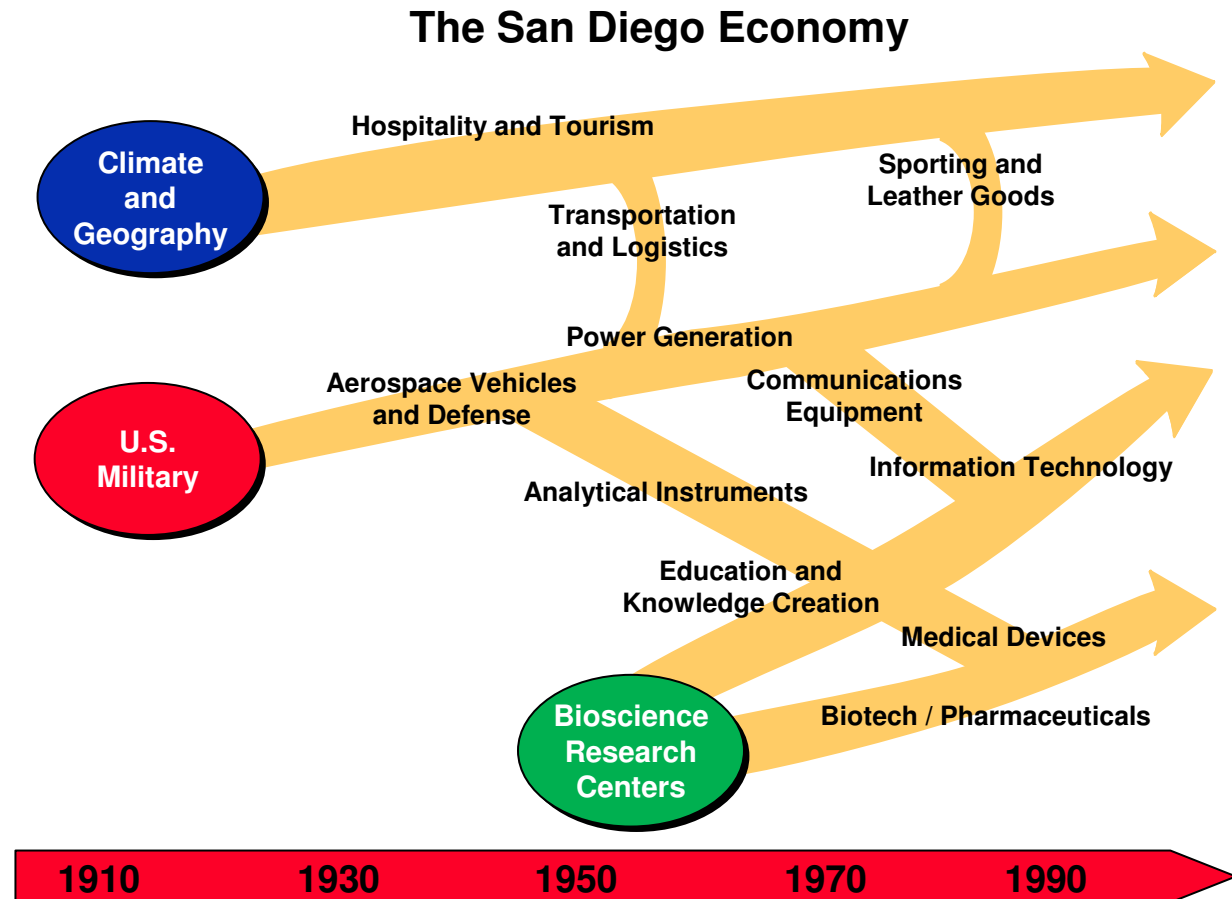 The San Diego Economy
Hospitality and Tourism
Climate
and
Geography
Sporting and
Leather Goods
Transportation
and Logistics
Power Generation
Aerospace Vehicles
and Defense
Communications
Equipment
U.S.
Military
Information Technology
Analytical Instruments
Education and
Knowledge Creation
Medical Devices
Bioscience
Research
Centers
Biotech / Pharmaceuticals
1910 1930 1950 1970 1990